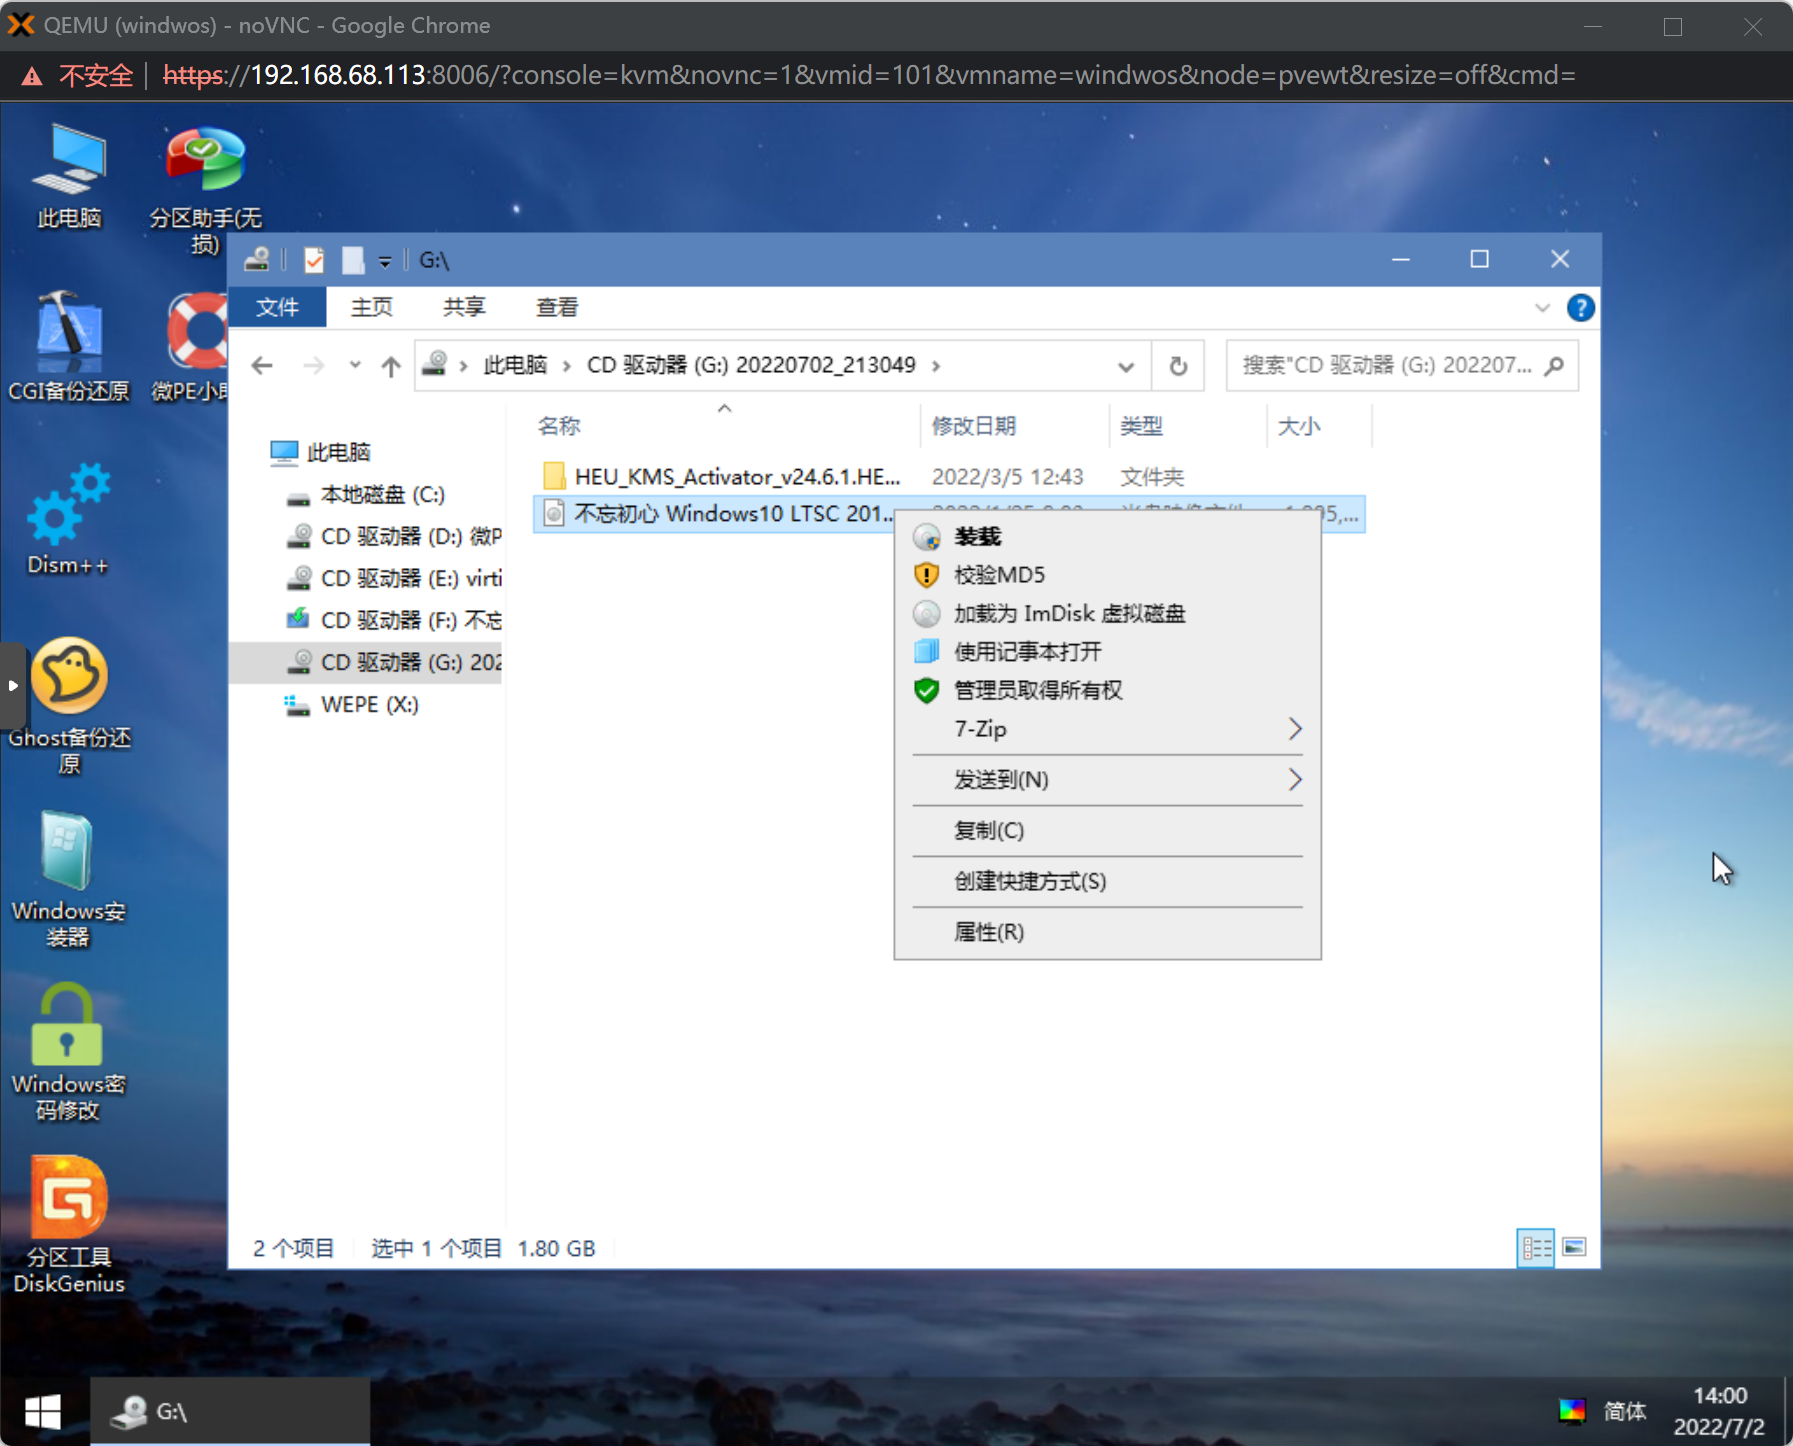 QEMU (windwos) - noVNC - Google Chrome
不安全 https://192.168.68.113:8006/?console=kvm&novnc=1&vmid=101&vmname=windwos&node=pvewt&resize=off&cmd=
此电脑
分区助手(无
损)
CGI备份还原
微PE小
Dism++
Ghost备份还
原
Windows安
装器
Windows密
码修改
分区工具
DiskGenius
G:\
文件 主页 共享 查看
此电脑 CD 驱动器 (G:) 20220702_213049
搜索"CD 驱动器 (G:) 202207...
名称 修改日期 类型 大小
此电脑
本地磁盘 (C:)
CD 驱动器 (D:) 微P
CD 驱动器 (E:) virti
CD 驱动器 (F:) 不忘
CD 驱动器 (G:) 202
WEPE (X:)
HEU_KMS_Activator_v24.6.1.HE... 2022/3/5 12:43 文件夹
不忘初心 Windows10 LTSC 201...
装载
校验MD5
加载为 ImDisk 虚拟磁盘
使用记事本打开
管理员取得所有权
7-Zip
发送到(N)
复制(C)
创建快捷方式(S)
属性(R)
2 个项目 选中 1 个项目 1.80 GB
G:\
简体
14:00
2022/7/2